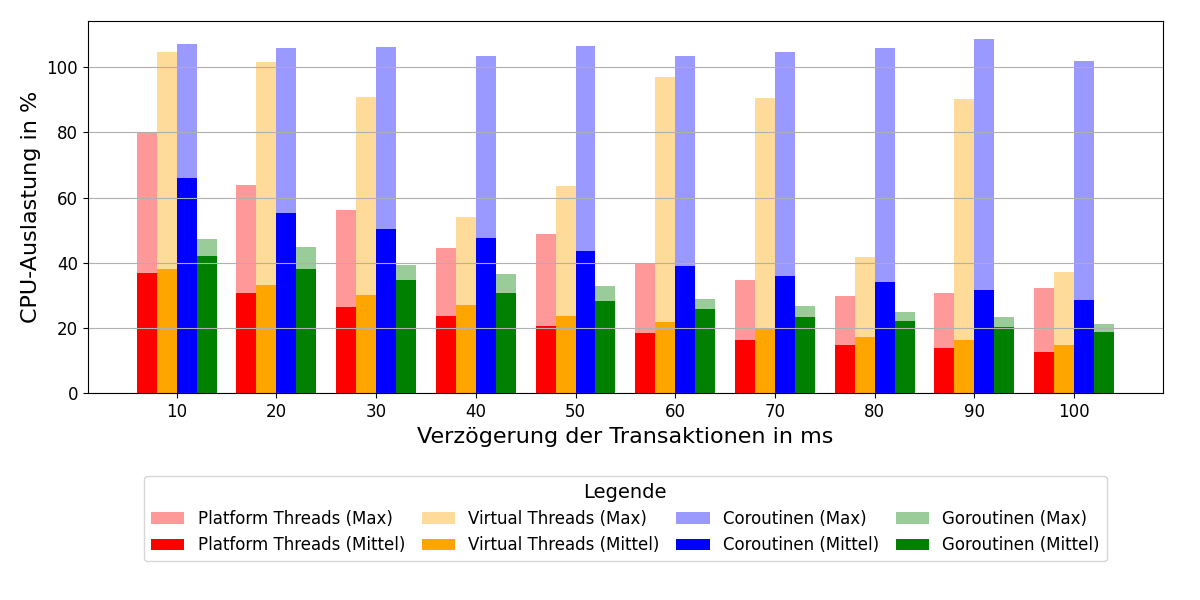 CPU-Auslastung in %
100
80
60
40
20
0
10 20 30 40 50 60 70 80 90 100
Verzögerung der Transaktionen in ms
Legende
Platform Threads (Max) Virtual Threads (Max) Coroutinen (Max) Goroutinen (Max)
Platform Threads (Mittel) Virtual Threads (Mittel) Coroutinen (Mittel) Goroutinen (Mittel)